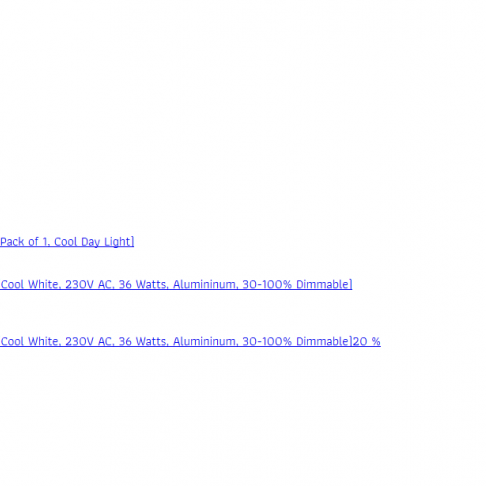 Pack of 1, Cool Day Light]
Cool White, 230V AC, 36 Watts, Alumininum, 30-100% Dimmable]
Cool White, 230V AC, 36 Watts, Alumininum, 30-100% Dimmable]20 %